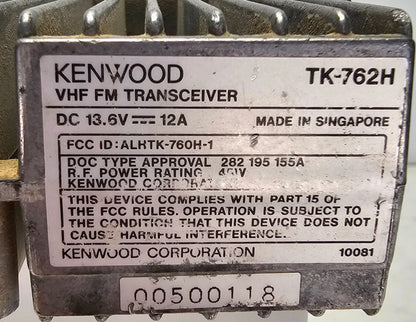 KENWOOD TK-762H
VHF FM TRANSCEIVER
DC 13.6V 12A MADE IN SINGAPORE
FCC ID: ALHTK-760H-1
DOC TYPE APPROVAL 282 195 155A
R.F. POWER RATING
KENWOOD
THIS DEVICE COMPLIES WITH PART 15 OF
THE FCC RULES. OPERATION IS SUBJECT TO
THE CONDITION THAT THIS DEVICE DOES NOT
CAUSE HARMFUL INTERFERENCE.
KENWOOD CORPORATION 10081
00500118